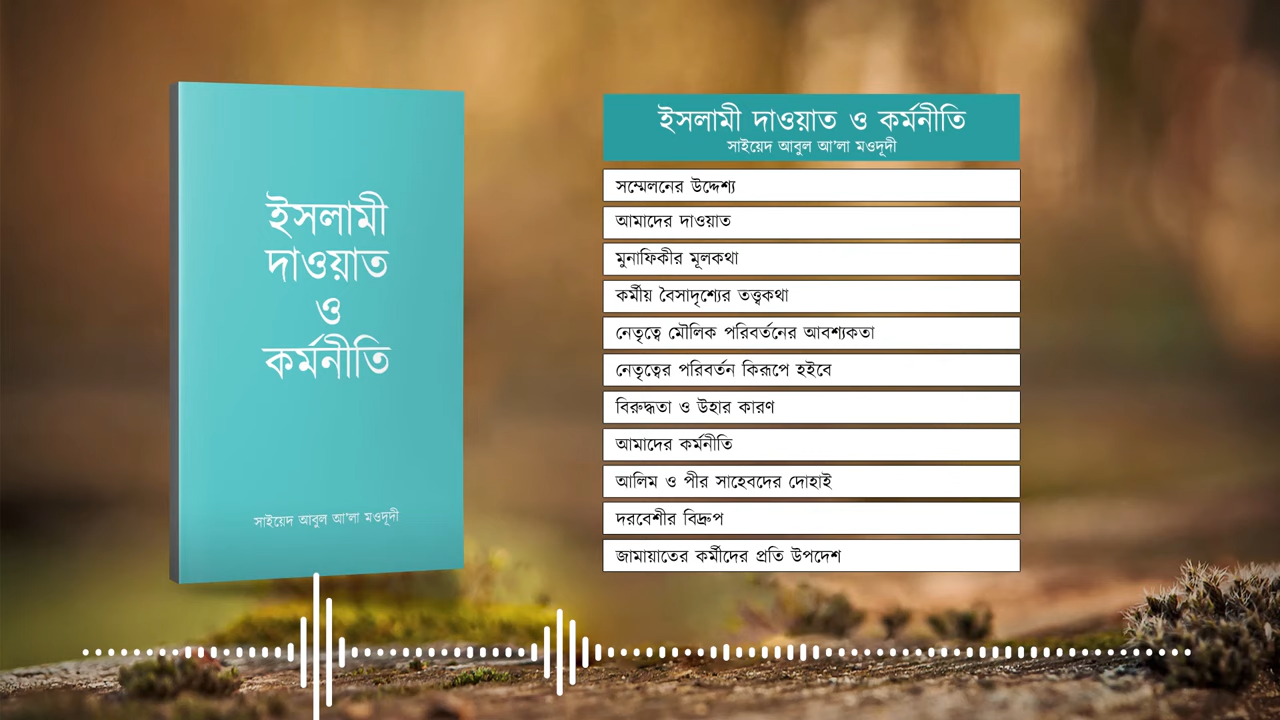 ইসলামী
দাওয়াত
ও
কর্মনীতি
সাইয়েদ আবুল আ'লা মওদূদী
ইসলামী দাওয়াত ও কর্মনীতি
সাইয়েদ আবুল আ'লা মওদূদী
সম্মেলনের উদ্দেশ্য
আমাদের দাওয়াত
মুনাফিকীর মূলকথা
কর্মীয় বৈসাদৃশ্যের তত্ত্বকথা
নেতৃত্বে মৌলিক পরিবর্তনের আবশ্যকতা
নেতৃত্বের পরিবর্তন কিরূপে হইবে
বিরুদ্ধতা ও উহার কারণ
আমাদের কর্মনীতি
আলিম ও পীর সাহেবদের দোহাই
দরবেশীর বিদ্রুপ
জামায়াতের কর্মীদের প্রতি উপদেশ